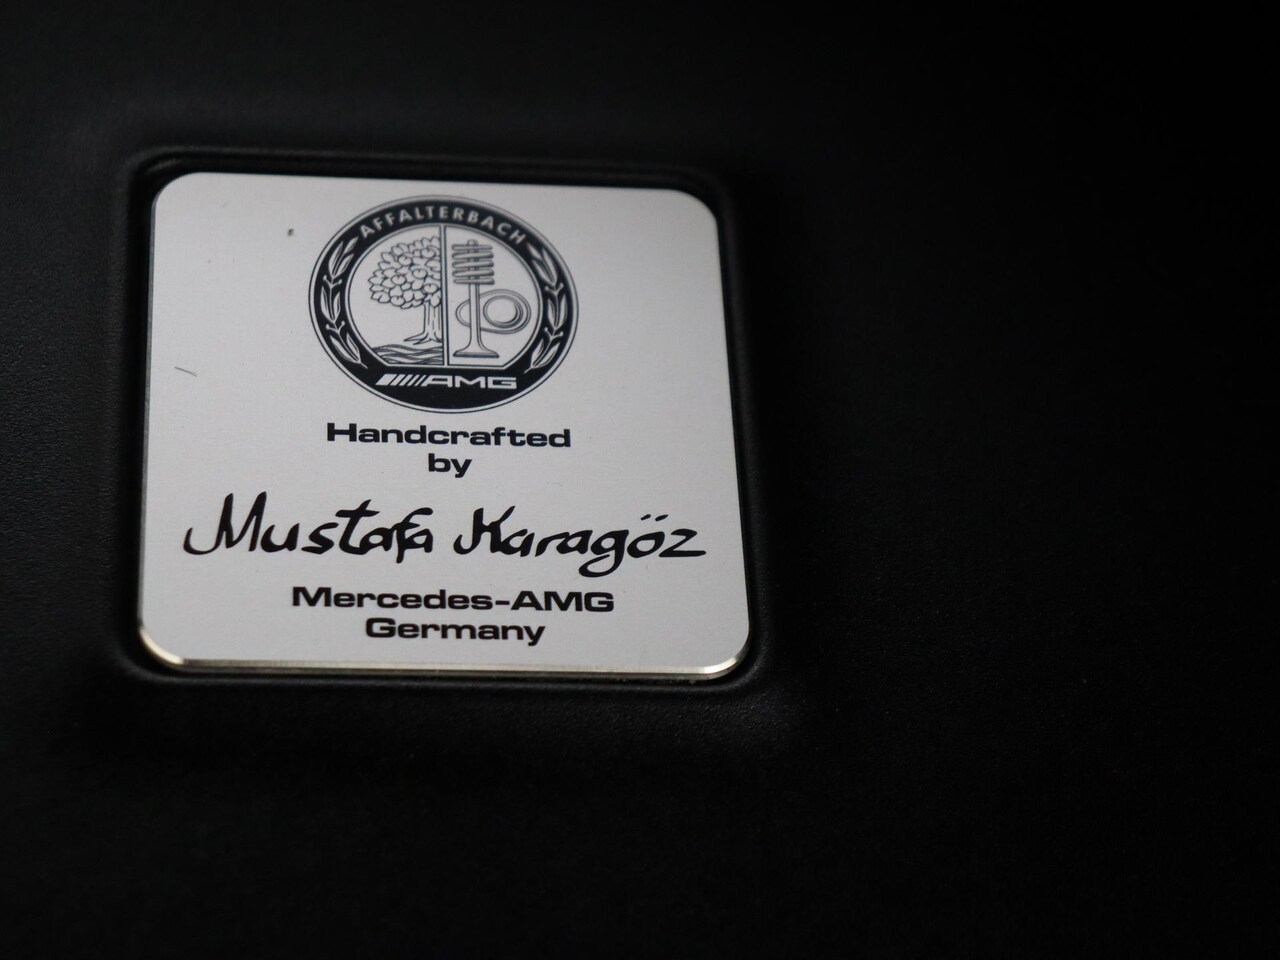 AFFALTERBACH
AMG
Handcrafted
by
Mustafa Karagöz
Mercedes-AMG
Germany